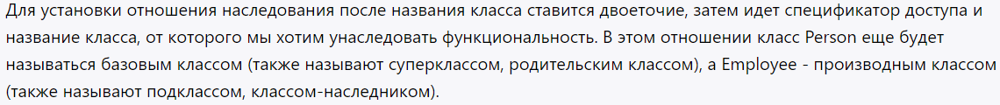 Для установки отношения наследования после названия класса ставится двоеточие, затем идет спецификатор доступа и
название класса, от которого мы хотим унаследовать функциональность. В этом отношении класс Person еще будет
называться базовым классом (также называют суперклассом, родительским классом), а Employee - производным классом
(также называют подклассом, классом-наследником).